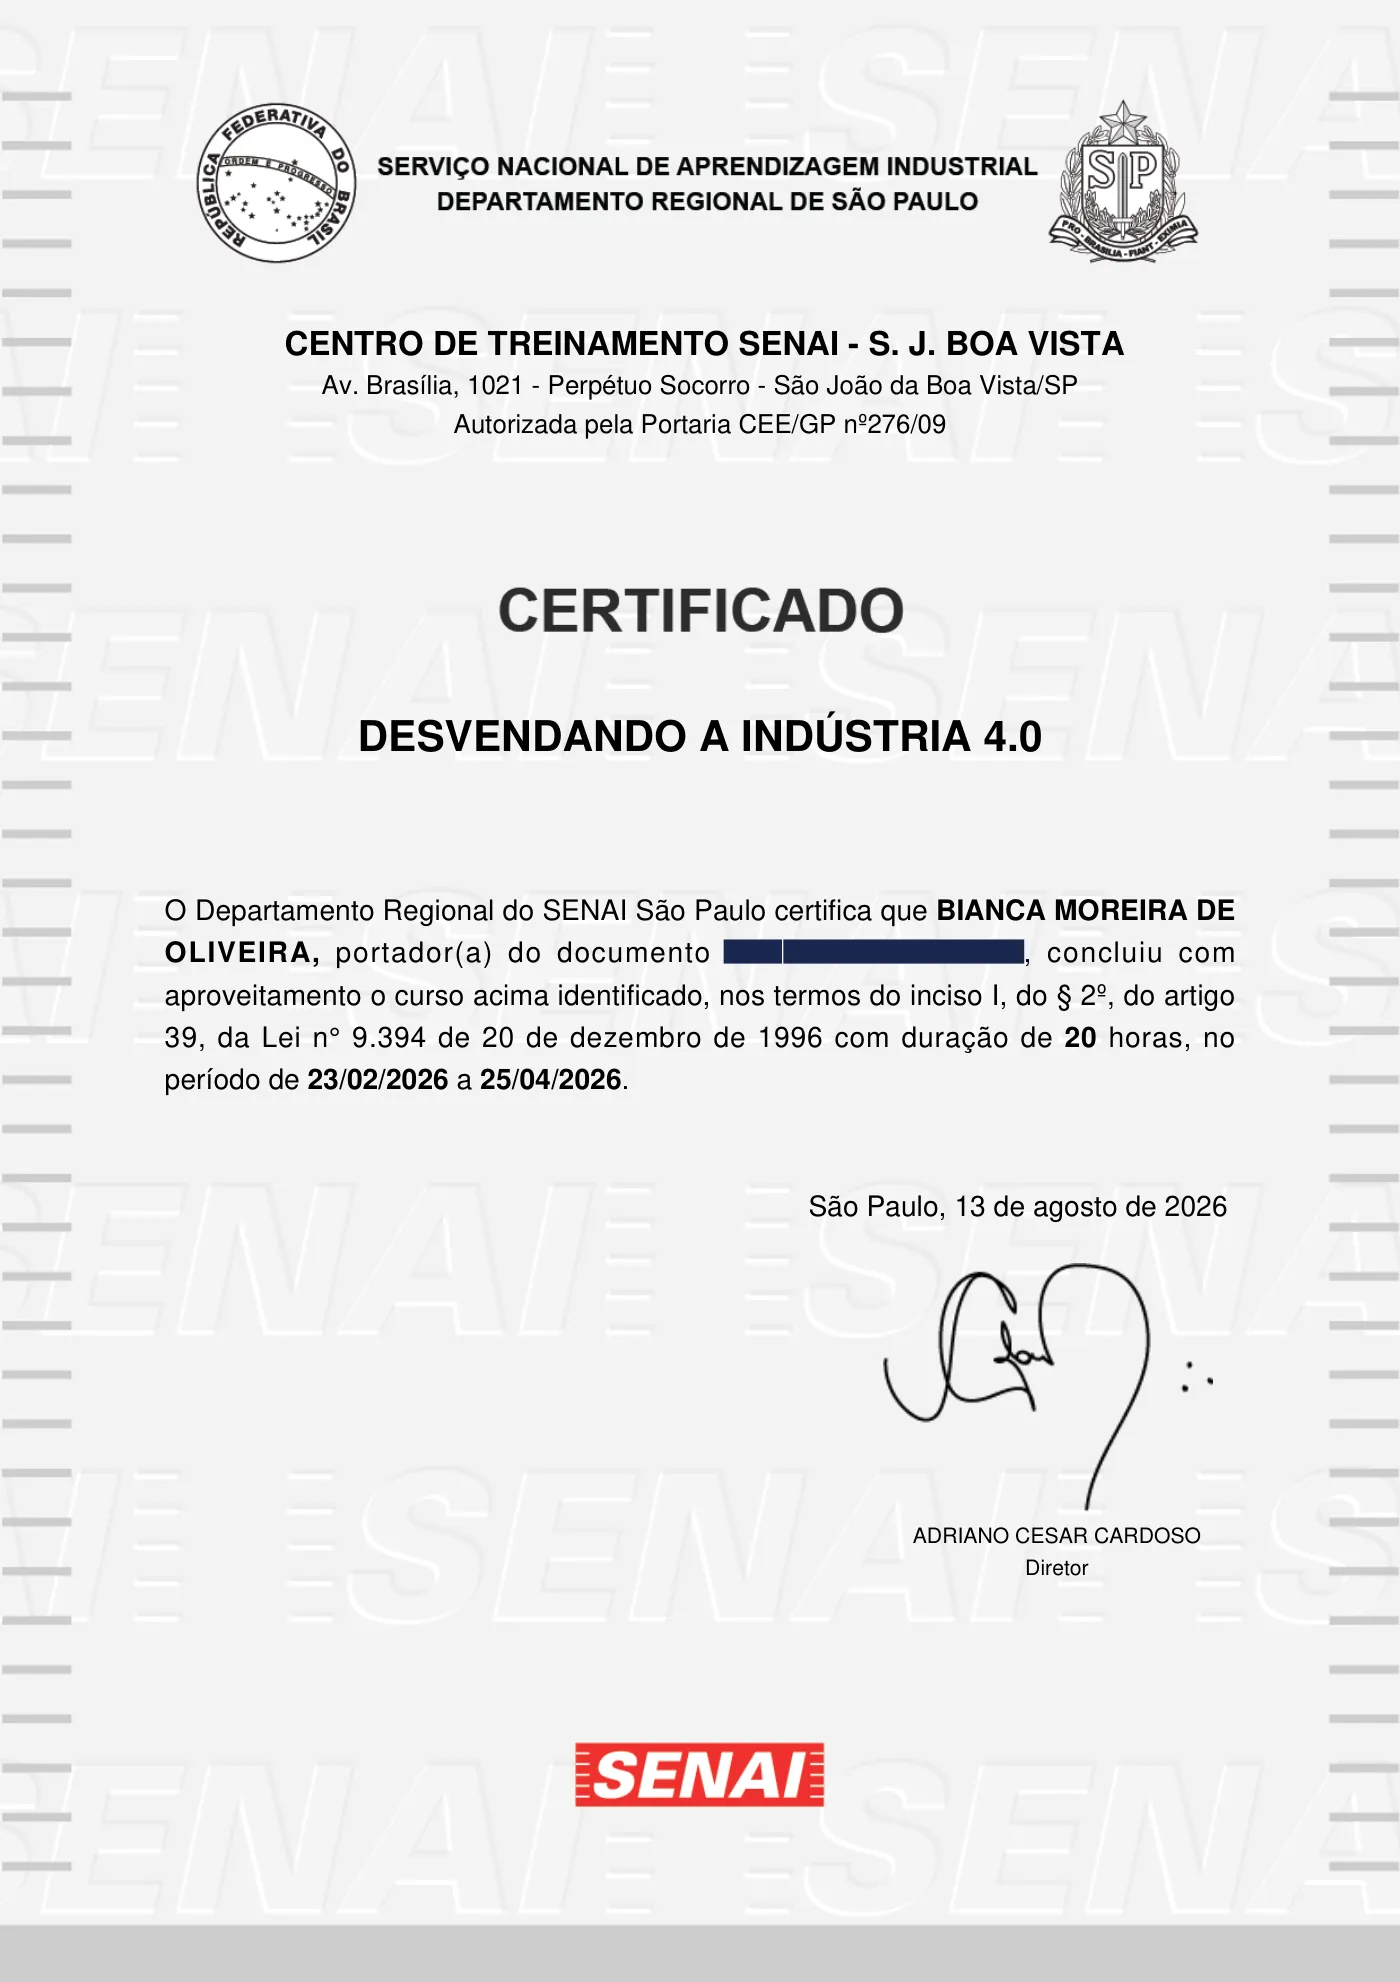 REPÚBLICA FEDERATIVA DO BRASIL
ORDEM E PROGRESSO
SERVIÇO NACIONAL DE APRENDIZAGEM INDUSTRIAL
DEPARTAMENTO REGIONAL DE SÃO PAULO
SP
PRO - BRASILIA - FIANT - EXIMIA
CENTRO DE TREINAMENTO SENAI - S. J. BOA VISTA
Av. Brasília, 1021 - Perpétuo Socorro - São João da Boa Vista/SP
Autorizada pela Portaria CEE/GP nº276/09
CERTIFICADO
DESVENDANDO A INDÚSTRIA 4.0
O Departamento Regional do SENAI São Paulo certifica que BIANCA MOREIRA DE
OLIVEIRA, portador(a) do documento , concluiu com
aproveitamento o curso acima identificado, nos termos do inciso I, do § 2º, do artigo
39, da Lei n° 9.394 de 20 de dezembro de 1996 com duração de 20 horas, no
período de 23/02/2026 a 25/04/2026.
São Paulo, 13 de agosto de 2026
ADRIANO CESAR CARDOSO
Diretor
SENAI